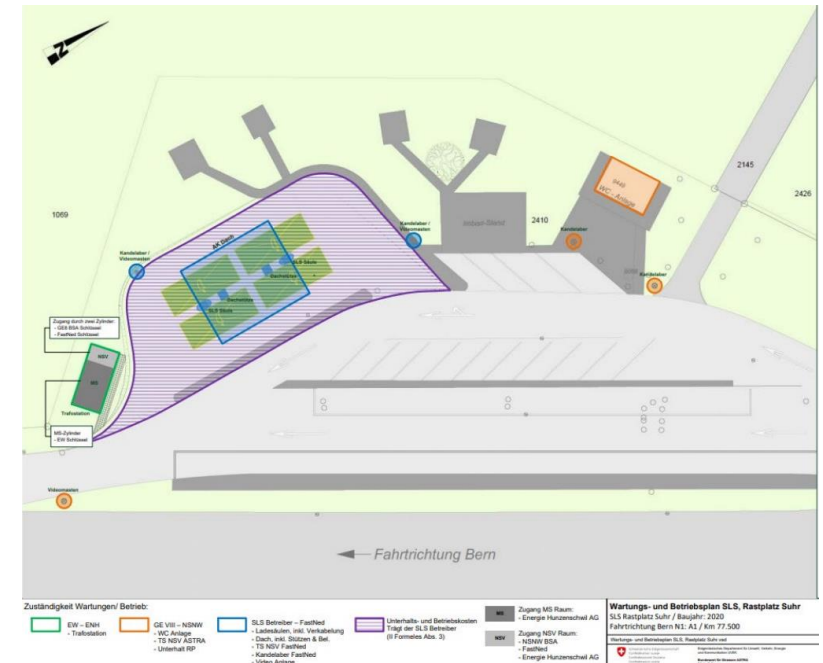 N
2145
2426
1069
9440
WC - Anlage
2410
Imbiss-Stand
Kandelaber /
Videomasten
Kandelaber
Kandelaber
Kandelaber /
Videomasten
AK Dach
SLS Säule
Dachstütze
Dachstütze
SLS Säule
Zugang durch zwei Zylinder:
- GE8 BSA Schlüssel
- FastNed Schlüssel
NSV
MS
Trafostation
MS-Zylinder
- EW Schlüssel
Videomasten
Fahrtrichtung Bern
Zuständigkeit Wartungen/ Betrieb:
EW – ENH
- Trafostation
GE VIII – NSNW
- WC Anlage
- TS NSV ASTRA
- Unterhalt RP
SLS Betreiber – FastNed
- Ladesäulen, inkl. Verkabelung
- Dach, inkl. Stützen & Bel.
- TS NSV FastNed
- Kandelaber FastNed
- Video Anlage
Unterhalts- und Betriebskosten
Trägt der SLS Betreiber
(II Formeles Abs. 3)
MS
Zugang MS Raum:
- Energie Hunzenschwil AG
NSV
Zugang NSV Raum:
- NSNW BSA
- FastNed
- Energie Hunzenschwil AG
Wartungs- und Betriebsplan SLS, Rastplatz Suhr
SLS Rastplatz Suhr / Baujahr: 2020
Fahrtrichtung Bern N1: A1 / Km 77.500
Wartungs- und Betriebsplan SLS, Rastplatz Suhr